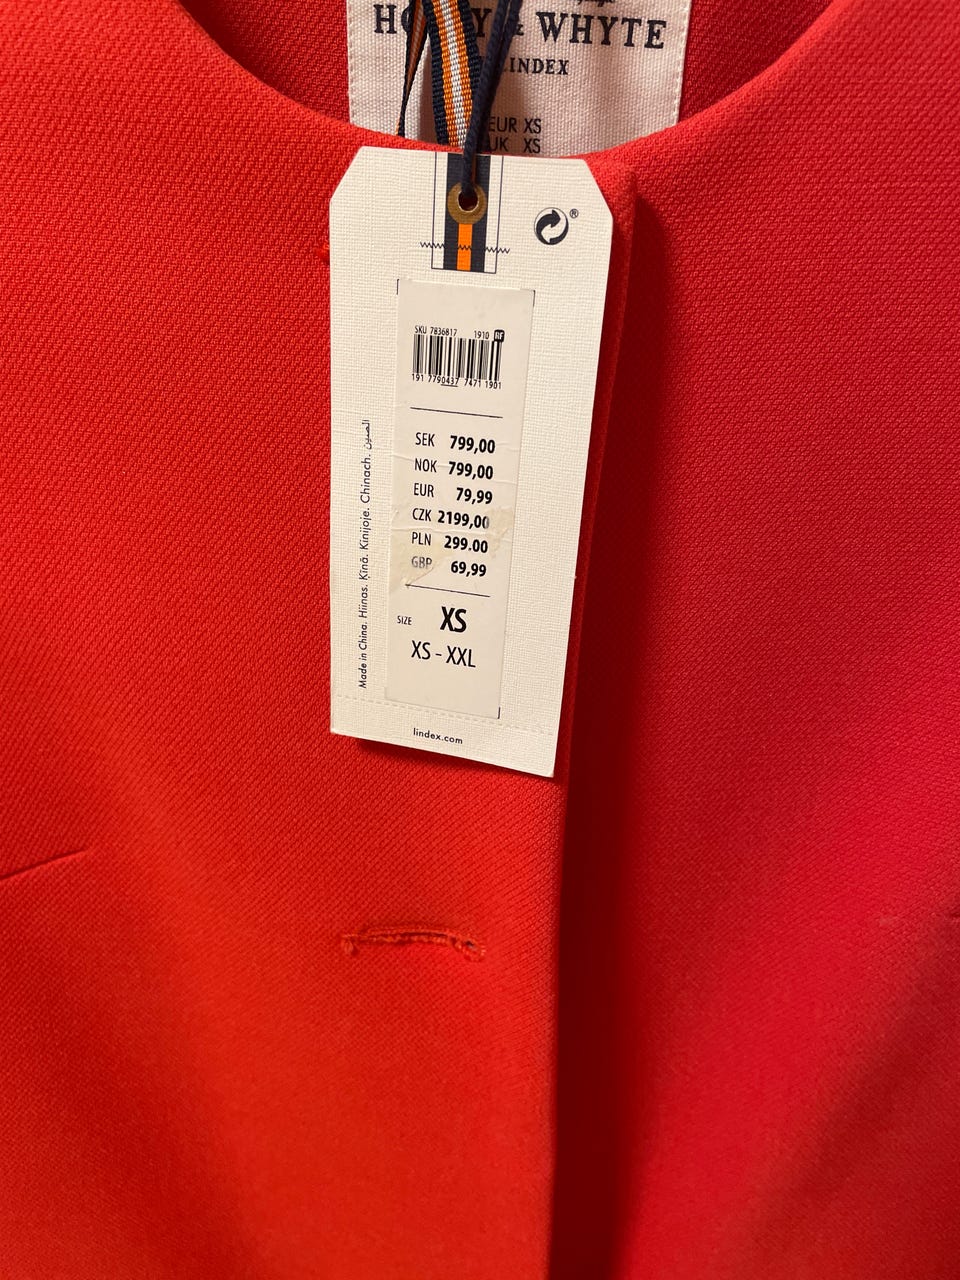 & WHYTE
LINDEX
EUR XS
UK XS
®
SKU 7836817 1910 RF
191 7790437 7471 1901
SEK 799,00
NOK 799,00
EUR 79,99
CZK 2199,00
PLN 299.00
GBP 69,99
SIZE XS
XS - XXL
Made in China. Hiinas. Ķīnā. Kinijoje. Chinach. الصين
lindex.com